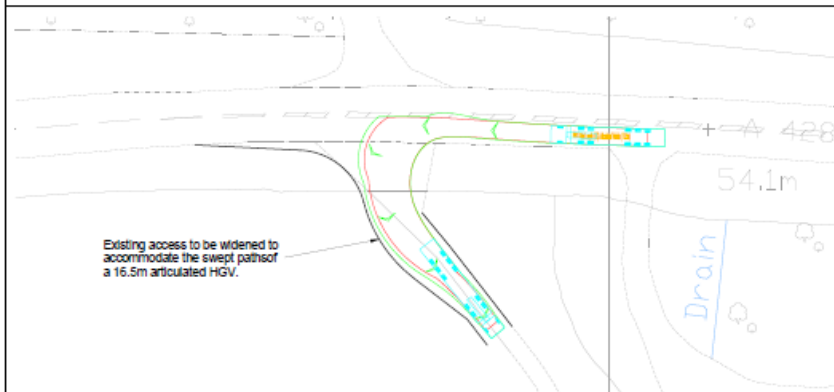 A 428
54.1m
Drain
Existing access to be widened to
accommodate the swept pathsof
a 16.5m articulated HGV.